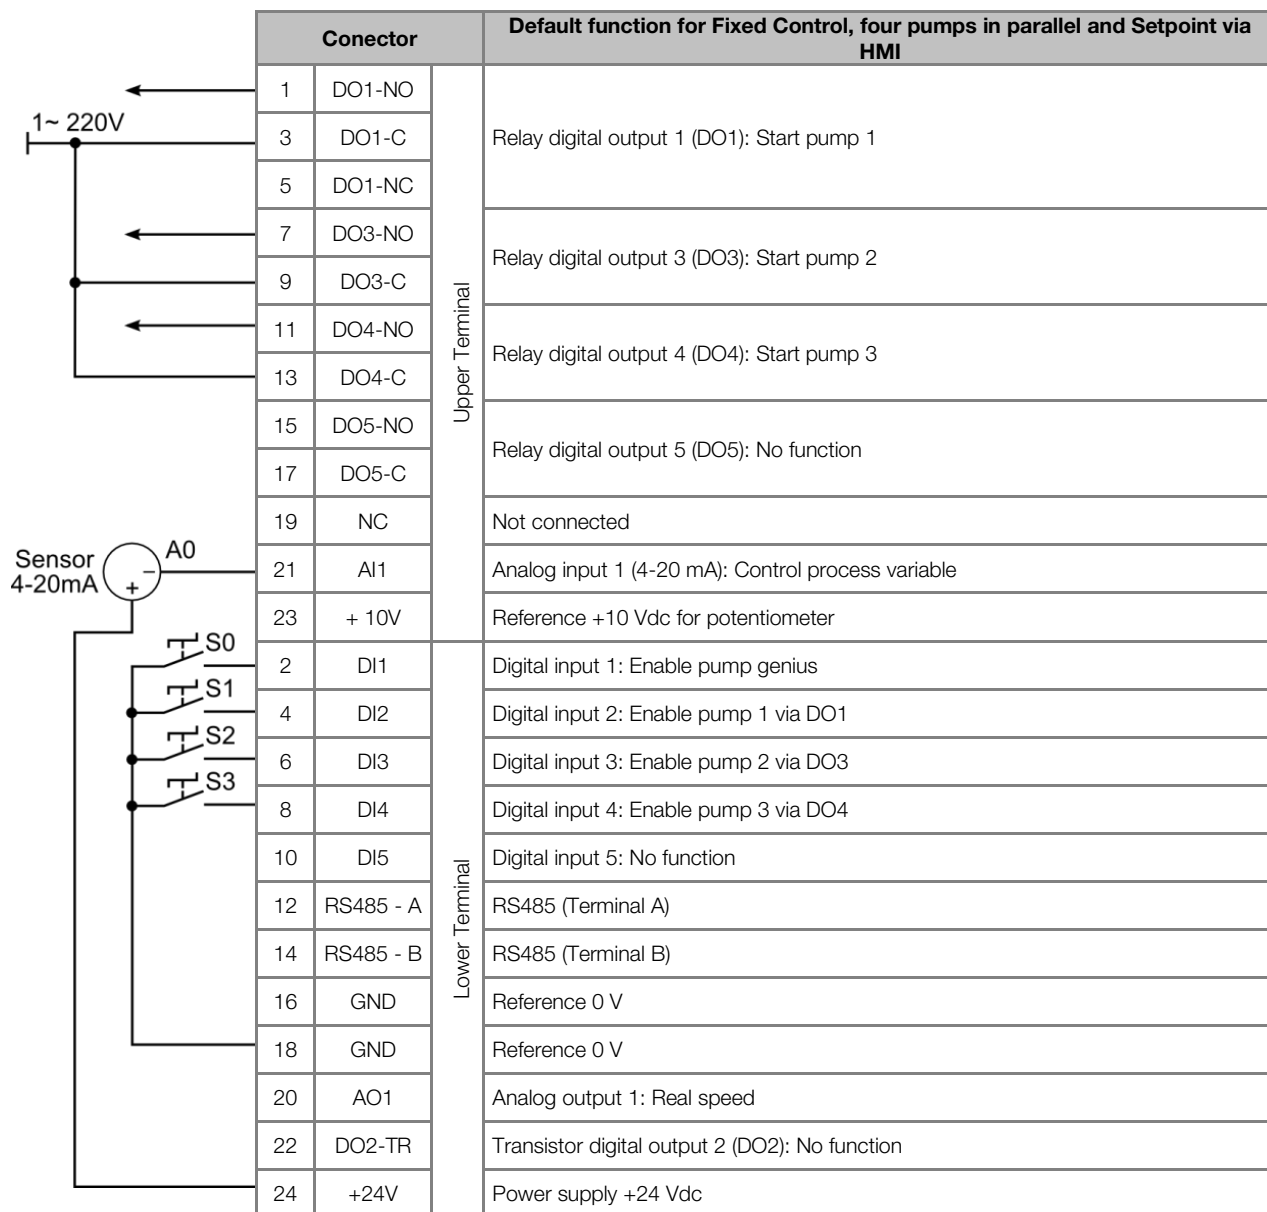 Conector
Default function for Fixed Control, four pumps in parallel and Setpoint via
HMI
1~ 220V
1 DO1-NO
3 DO1-C
5 DO1-NC
Relay digital output 1 (DO1): Start pump 1
7 DO3-NO
9 DO3-C
Relay digital output 3 (DO3): Start pump 2
11 DO4-NO
13 DO4-C
Relay digital output 4 (DO4): Start pump 3
15 DO5-NO
17 DO5-C
Relay digital output 5 (DO5): No function
19 NC Not connected
Sensor
4-20mA
+ −
A0
21 AI1 Analog input 1 (4-20 mA): Control process variable
23 + 10V Reference +10 Vdc for potentiometer
Upper Terminal
S0
2 DI1 Digital input 1: Enable pump genius
S1
4 DI2 Digital input 2: Enable pump 1 via DO1
S2
6 DI3 Digital input 3: Enable pump 2 via DO3
S3
8 DI4 Digital input 4: Enable pump 3 via DO4
10 DI5 Digital input 5: No function
12 RS485 - A RS485 (Terminal A)
14 RS485 - B RS485 (Terminal B)
16 GND Reference 0 V
18 GND Reference 0 V
20 AO1 Analog output 1: Real speed
22 DO2-TR Transistor digital output 2 (DO2): No function
24 +24V Power supply +24 Vdc
Lower Terminal